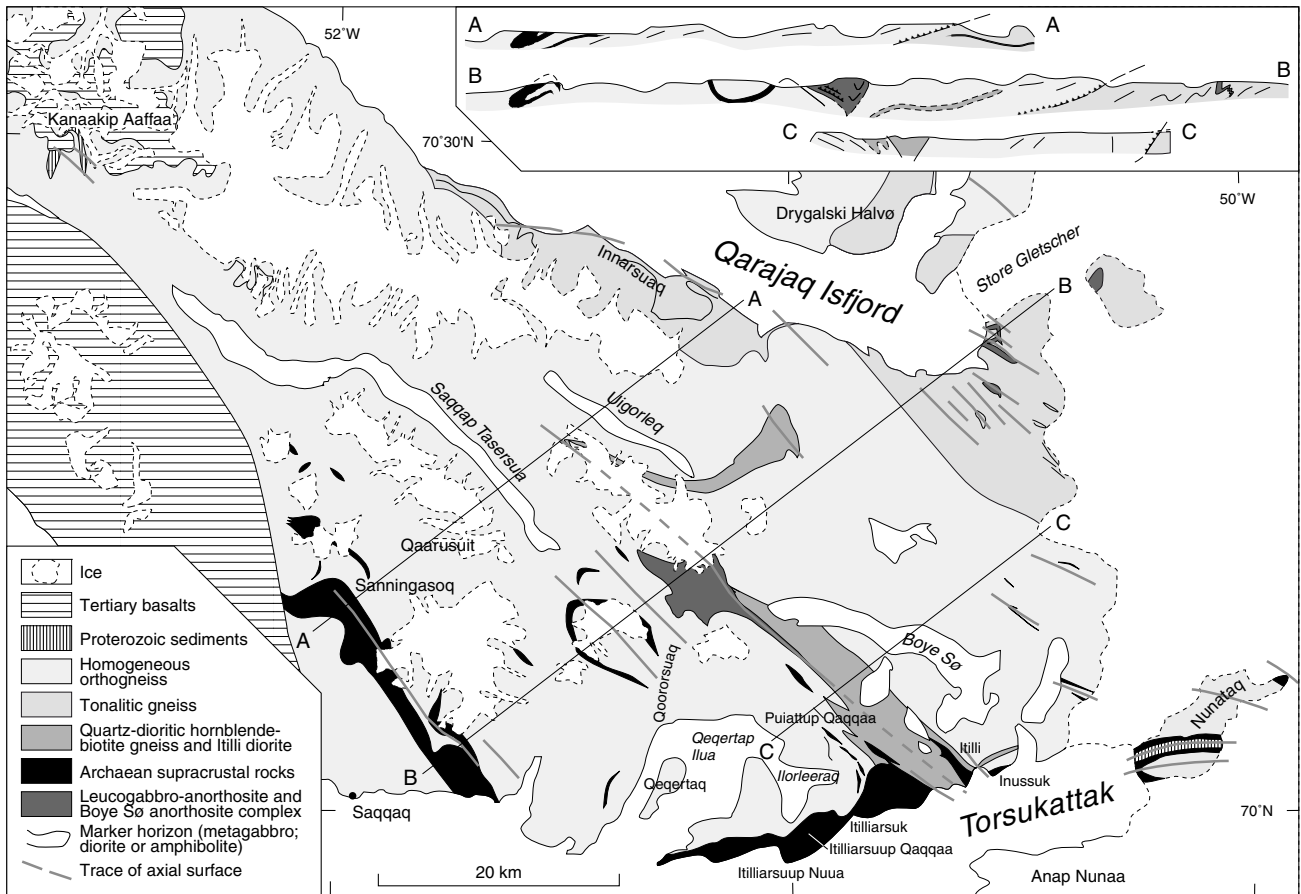 A
A
B
B
C
C
52°W
70°30'N
50°W
Kanaakip Aaffaa
Drygalski Halvø
Store Gletscher
Innarsuaq
Qarajaq Isfjord
A
B
Saqqap Tasersua
Uigorleq
C
Qaarusuit
Sanningasoq
A
Boye Sø
Qoororsuaq
Nunataq
Puiattup Qaqqaa
Qeqertap
Ilua
C
Itilli
B
Qeqertaq
Ilorleeraq
Inussuk
Saqqaq
Torsukattak
70°N
Itilliarsuk
Itilliarsuup Qaqqaa
Itilliarsuup Nuua
Anap Nunaa
20 km
Ice
Tertiary basalts
Proterozoic sediments
Homogeneous
orthogneiss
Tonalitic gneiss
Quartz-dioritic hornblende-
biotite gneiss and Itilli diorite
Archaean supracrustal rocks
Leucogabbro-anorthosite and
Boye Sø anorthosite complex
Marker horizon (metagabbro;
diorite or amphibolite)
Trace of axial surface